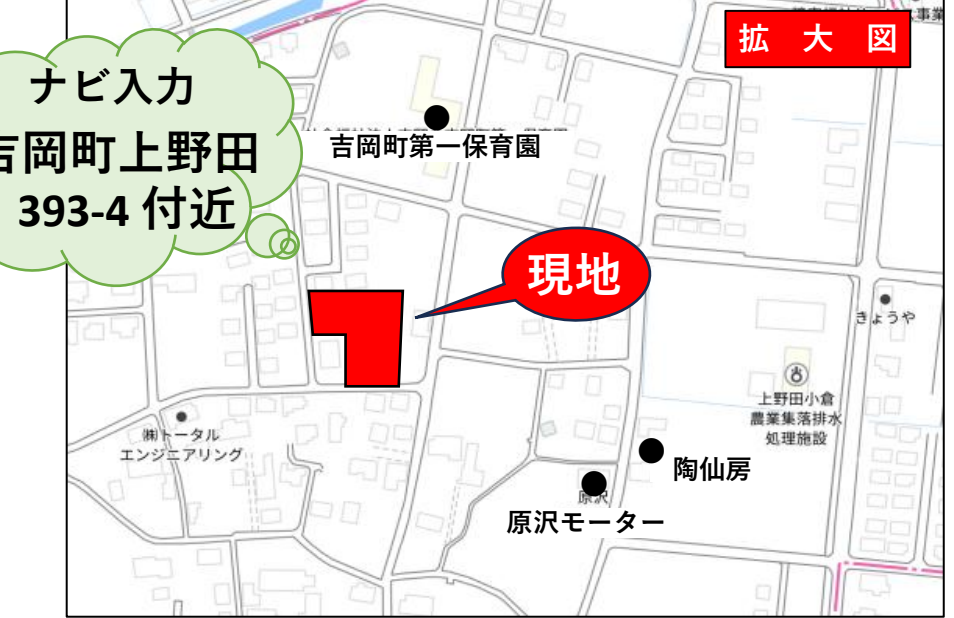 拡大図
ナビ入力
吉岡町上野田
393-4 付近
吉岡町第一保育園
現地
きょうや
上野田小倉
農業集落排水
処理施設
㈱トータル
エンジニアリング
陶仙房
原沢
原沢モーター